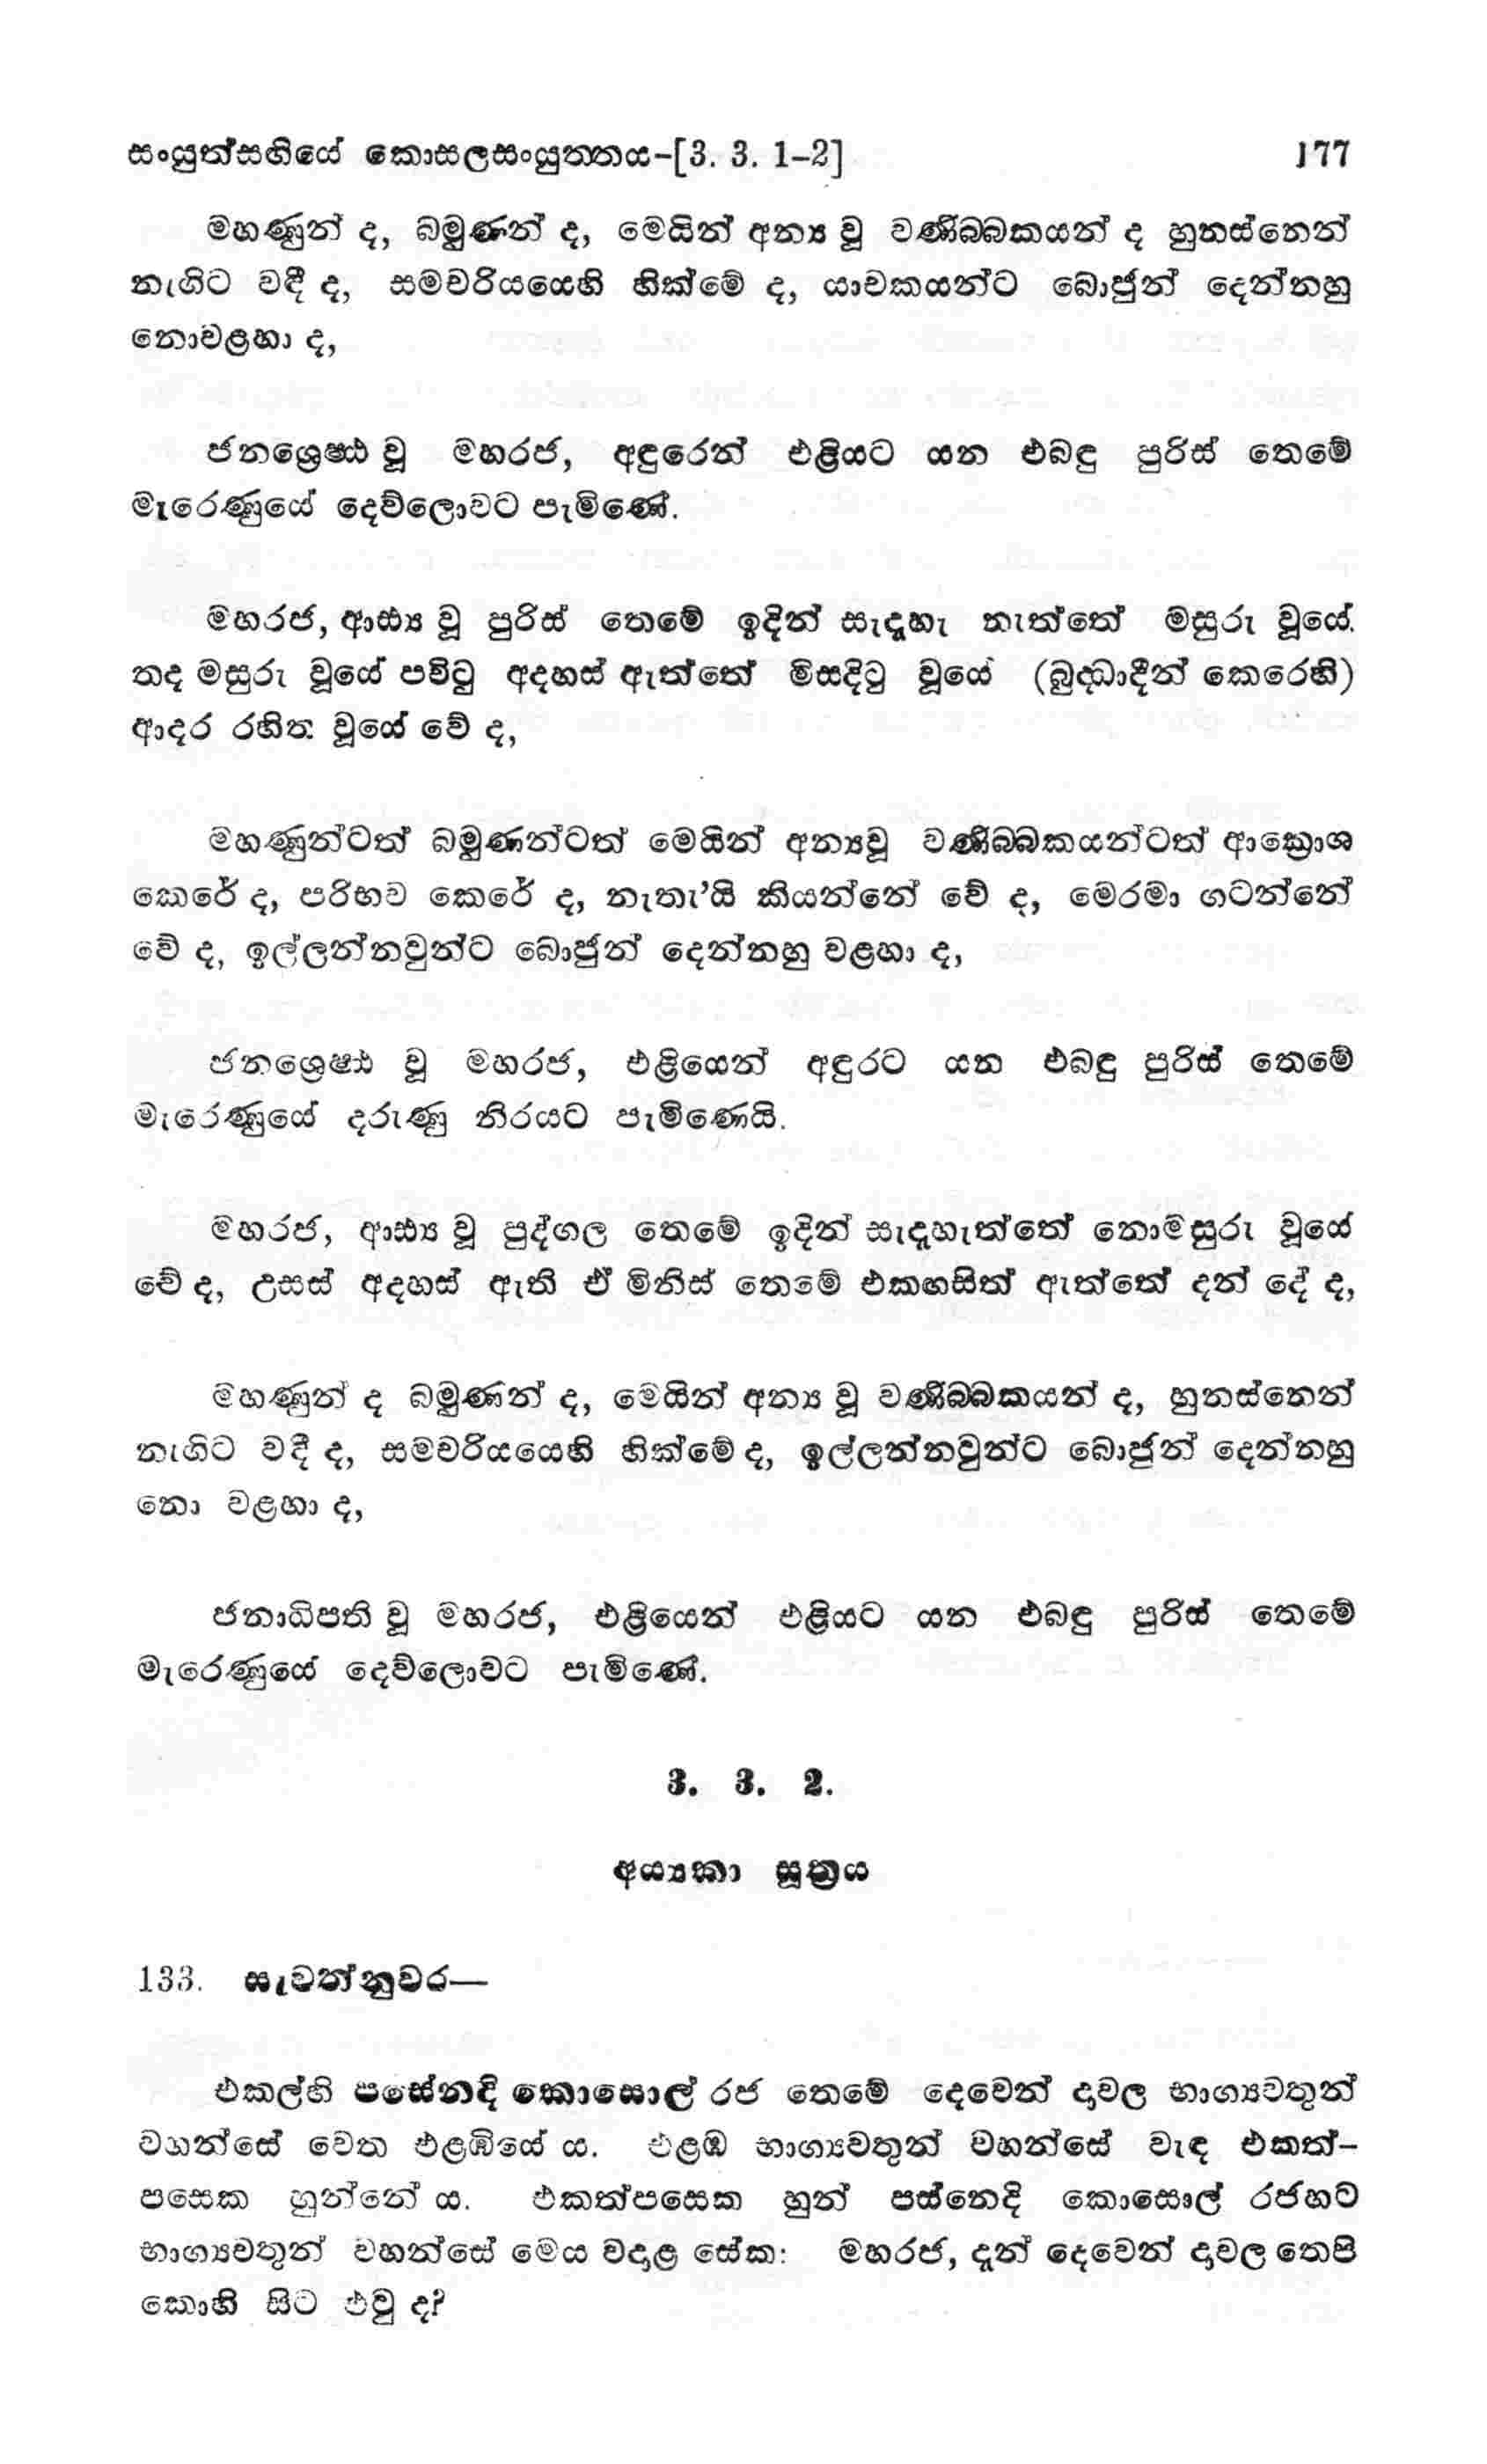 සංයුත්සඟියේ කොසලසංයුත්තය-[3. 3. 1-2] 177
මහණුන් ද, බමුණන් ද, මෙයින් අන්‍ය වූ වණිබ්බකයන් ද හුනස්නෙන්
නැගිට වඳී ද, සමචරියයෙහි හික්මේ ද, යාචකයන්ට බොජුන් දෙන්නහු
නොවළහා ද,
ජනශ්‍රෙෂ්ඨ වූ මහරජ, අඳුරෙන් එළියට යන එබඳු පුරිස් තෙමේ
මැරෙණුයේ දෙව්ලොවට පැමිණේ.
මහරජ, ආඪ්‍ය වූ පුරිස් තෙමේ ඉදින් සැදැහැ නැත්තේ මසුරු වූයේ.
තද මසුරු වූයේ පවිටු අදහස් ඇත්තේ මිසදිටු වූයේ (බුද්ධාදීන් කෙරෙහි)
ආදර රහිත වූයේ වේ ද,
මහණුන්ටත් බමුණන්ටත් මෙයින් අන්‍යවූ වණිබ්බකයන්ටත් ආක්‍රොශ
කෙරේ ද, පරිභව කෙරේ ද, නැතැ’යි කියන්නේ වේ ද, මෙරමා ගටන්නේ
වේ ද, ඉල්ලන්නවුන්ට බොජුන් දෙන්නහු වළහා ද,
ජනශ්‍රෙෂ්ඨ වූ මහරජ, එළියෙන් අඳුරට යන එබඳු පුරිස් තෙමේ
මැරෙණුයේ දරුණු නිරයට පැමිණෙයි.
මහරජ, ආඪ්‍ය වූ පුද්ගල තෙමේ ඉදින් සැදැහැත්තේ නොමසුරු වූයේ
වේ ද, උසස් අදහස් ඇති ඒ මිනිස් තෙමේ එකඟසිත් ඇත්තේ දන් දේ ද,
මහණුන් ද බමුණන් ද, මෙයින් අන්‍ය වූ වණිබ්බකයන් ද, හුනස්නෙන්
නැගිට වදී ද, සමචරියයෙහි හික්මේ ද, ඉල්ලන්නවුන්ට බොජුන් දෙන්නහු
නො වළහා ද,
ජනාධිපති වූ මහරජ, එළියෙන් එළියට යන එබඳු පුරිස් තෙමේ
මැරෙණුයේ දෙව්ලොවට පැමිණේ.
3. 3. 2.
අය්‍යකා සූත්‍රය
133. සැවත්නුවර—
එකල්හි පසේනදි කොසොල් රජ තෙමේ දෙවෙන් දාවල භාග්‍යවතුන්
වහන්සේ වෙත එළඹියේ ය. එළඹ භාග්‍යවතුන් වහන්සේ වැඳ එකත්-
පසෙක හුන්නේ ය. එකත්පසෙක හුන් පස්නෙදි කොසොල් රජහට
භාග්‍යවතුන් වහන්සේ මෙය වදාළ සේක: මහරජ, දැන් දෙවෙන් දාවල තෙපි
කොහි සිට එවු ද?